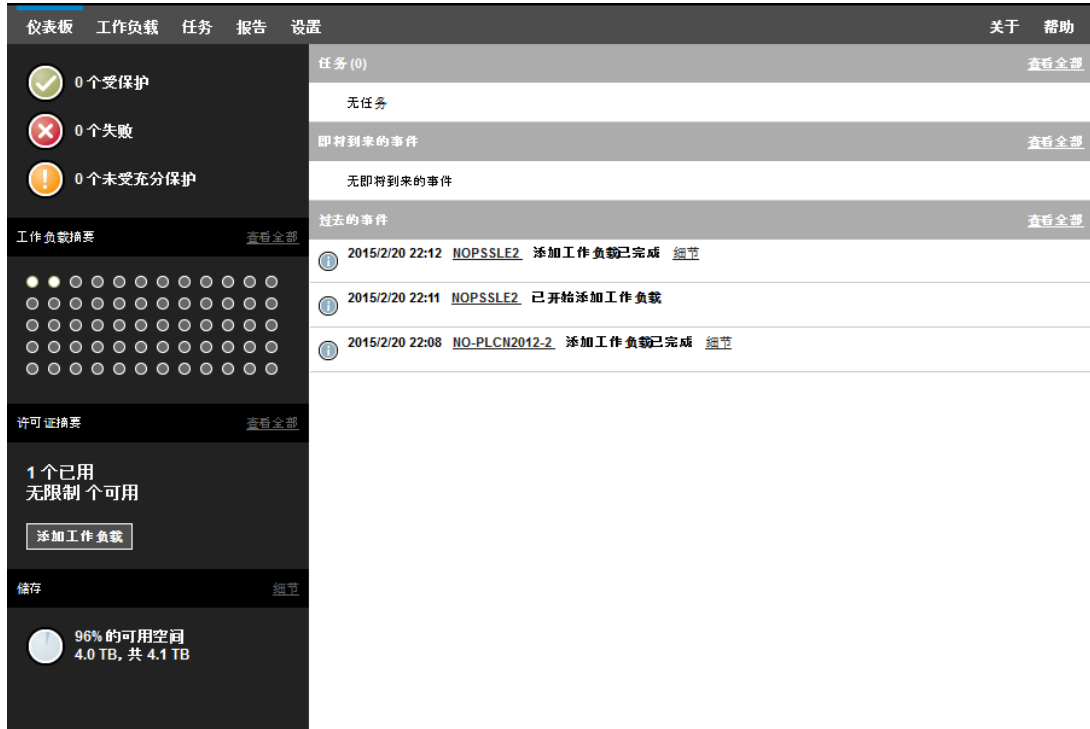 仪表板 工作负载 任务 报告 设置 关于 帮助
0 个受保护
0 个失败
0 个未受充分保护
工作负载摘要 查看全部
许可证摘要 查看全部
1 个已用
无限制 个可用
添加工作负载
储存 细节
96% 的可用空间
4.0 TB, 共 4.1 TB
任务 (0) 查看全部
无任务
即将到来的事件 查看全部
无即将到来的事件
过去的事件 查看全部
2015/2/20 22:12 NOPSSLE2 添加工作负载已完成 细节
2015/2/20 22:11 NOPSSLE2 已开始添加工作负载
2015/2/20 22:08 NO-PLCN2012-2 添加工作负载已完成 细节